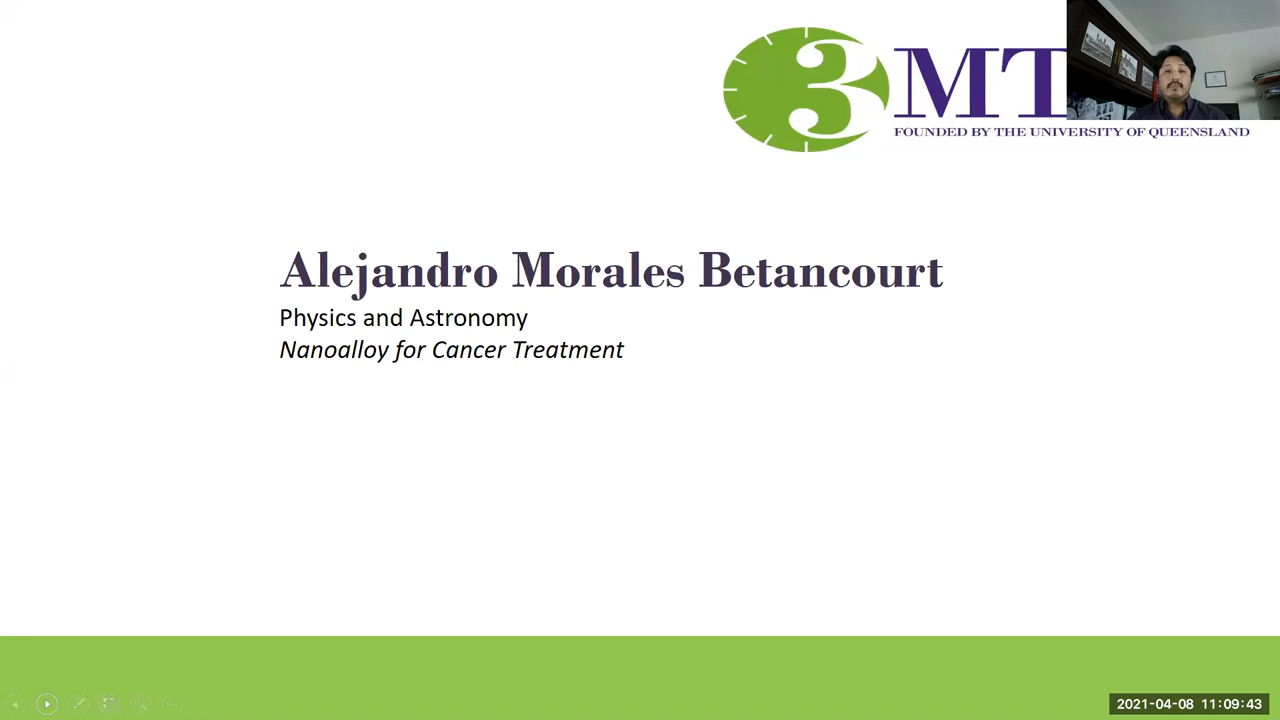 3MT
FOUNDED BY THE UNIVERSITY OF QUEENSLAND
Alejandro Morales Betancourt
Physics and Astronomy
Nanoalloy for Cancer Treatment
2021-04-08 11:09:43